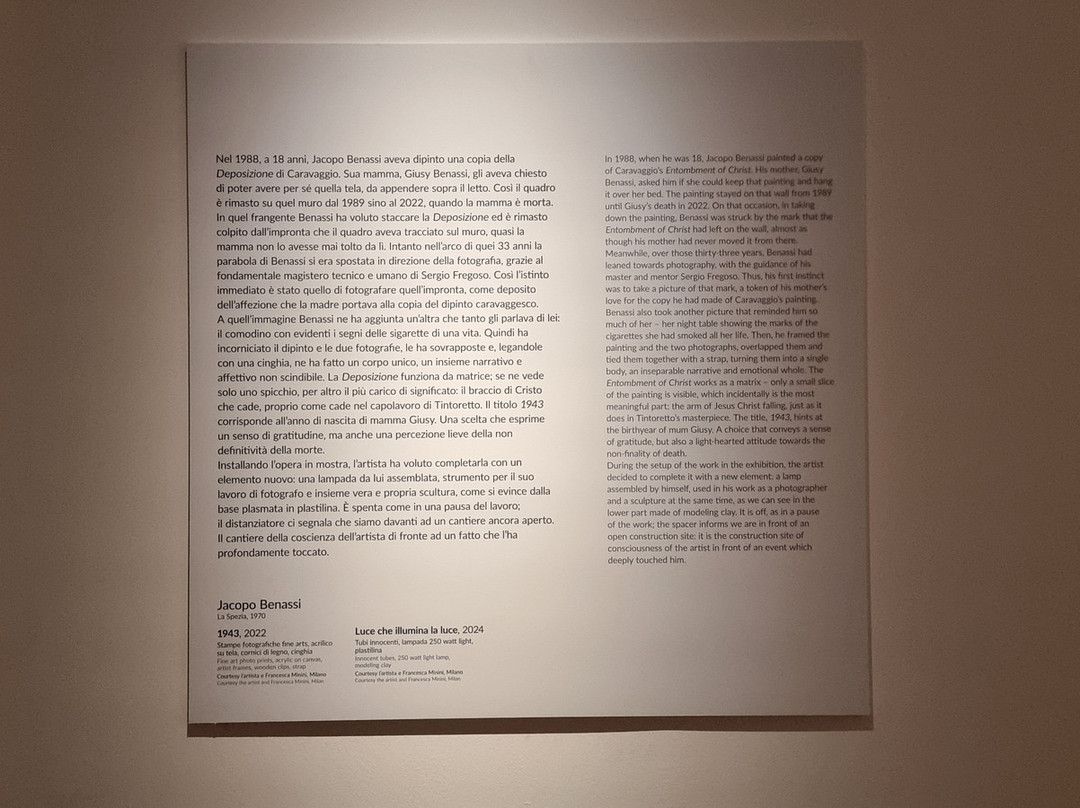 Nel 1988, a 18 anni, Jacopo Benassi aveva dipinto una copia della
Deposizione di Caravaggio. Sua mamma, Giusy Benassi, gli aveva chiesto
di poter avere per sé quella tela, da appendere sopra il letto. Così il quadro
è rimasto su quel muro dal 1989 sino al 2022, quando la mamma è morta.
In quel frangente Benassi ha voluto staccare la Deposizione ed è rimasto
colpito dall'impronta che il quadro aveva tracciato sul muro, quasi la
mamma non lo avesse mai tolto da lì. Intanto nell'arco di quei 33 anni la
parabola di Benassi si era spostata in direzione della fotografia, grazie al
fondamentale magistero tecnico e umano di Sergio Fregoso. Così l'istinto
immediato è stato quello di fotografare quell'impronta, come deposito
dell'affezione che la madre portava alla copia del dipinto caravaggesco.
A quell'immagine Benassi ne ha aggiunta un'altra che tanto gli parlava di lei:
il comodino con evidenti i segni delle sigarette di una vita. Quindi ha
incorniciato il dipinto e le due fotografie, le ha sovrapposte e, legandole
con una cinghia, ne ha fatto un corpo unico, un insieme narrativo e
affettivo non scindibile. La Deposizione funziona da matrice; se ne vede
solo uno spicchio, per altro il più carico di significato: il braccio di Cristo
che cade, proprio come cade nel capolavoro di Tintoretto. Il titolo 1943
corrisponde all'anno di nascita di mamma Giusy. Una scelta che esprime
un senso di gratitudine, ma anche una percezione lieve della non
definitività della morte.
Installando l'opera in mostra, l'artista ha voluto completarla con un
elemento nuovo: una lampada da lui assemblata, strumento per il suo
lavoro di fotografo e insieme vera e propria scultura, come si evince dalla
base plasmata in plastilina. È spenta come in una pausa del lavoro;
il distanziatore ci segnala che siamo davanti ad un cantiere ancora aperto.
Il cantiere della coscienza dell'artista di fronte ad un fatto che l'ha
profondamente toccato.
In 1988, when he was 18, Jacopo Benassi painted a copy
of Caravaggio's Entombment of Christ. His mother, Giusy
Benassi, asked him if she could keep that painting and hang
it over her bed. The painting stayed on that wall from 1989
until Giusy's death in 2022. On that occasion, in taking
down the painting, Benassi was struck by the mark that the
Entombment of Christ had left on the wall, almost as
though his mother had never moved it from there.
Meanwhile, over those thirty-three years, Benassi had
leaned towards photography, with the guidance of his
master and mentor Sergio Fregoso. Thus, his first instinct
was to take a picture of that mark, a token of his mother's
love for the copy he had made of Caravaggio's painting.
Benassi also took another picture that reminded him so
much of her – her night table showing the marks of the
cigarettes she had smoked all her life. Then, he framed the
painting and the two photographs, overlapped them and
tied them together with a strap, turning them into a single
body, an inseparable narrative and emotional whole. The
Entombment of Christ works as a matrix – only a small slice
of the painting is visible, which incidentally is the most
meaningful part: the arm of Jesus Christ falling, just as it
does in Tintoretto's masterpiece. The title, 1943, hints at
the birthyear of mum Giusy. A choice that conveys a sense
of gratitude, but also a light-hearted attitude towards the
non-finality of death.
During the setup of the work in the exhibition, the artist
decided to complete it with a new element: a lamp
assembled by himself, used in his work as a photographer
and a sculpture at the same time, as we can see in the
lower part made of modeling clay. It is off, as in a pause
of the work; the spacer informs we are in front of an
open construction site: it is the construction site of
consciousness of the artist in front of an event which
deeply touched him.
Jacopo Benassi
La Spezia, 1970
1943, 2022
Stampe fotografiche fine arts, acrilico
su tela, cornici di legno, cinghia
Fine art photo prints, acrylic on canvas,
artist frames, wooden clips, strap
Courtesy l'artista e Francesca Minini, Milano
Courtesy the artist and Francesca Minini, Milan
Luce che illumina la luce, 2024
Tubi innocenti, lampada 250 watt light,
plastilina
Innocent tubes, 250 watt light lamp,
modeling clay
Courtesy l'artista e Francesca Minini, Milano
Courtesy the artist and Francesca Minini, Milan